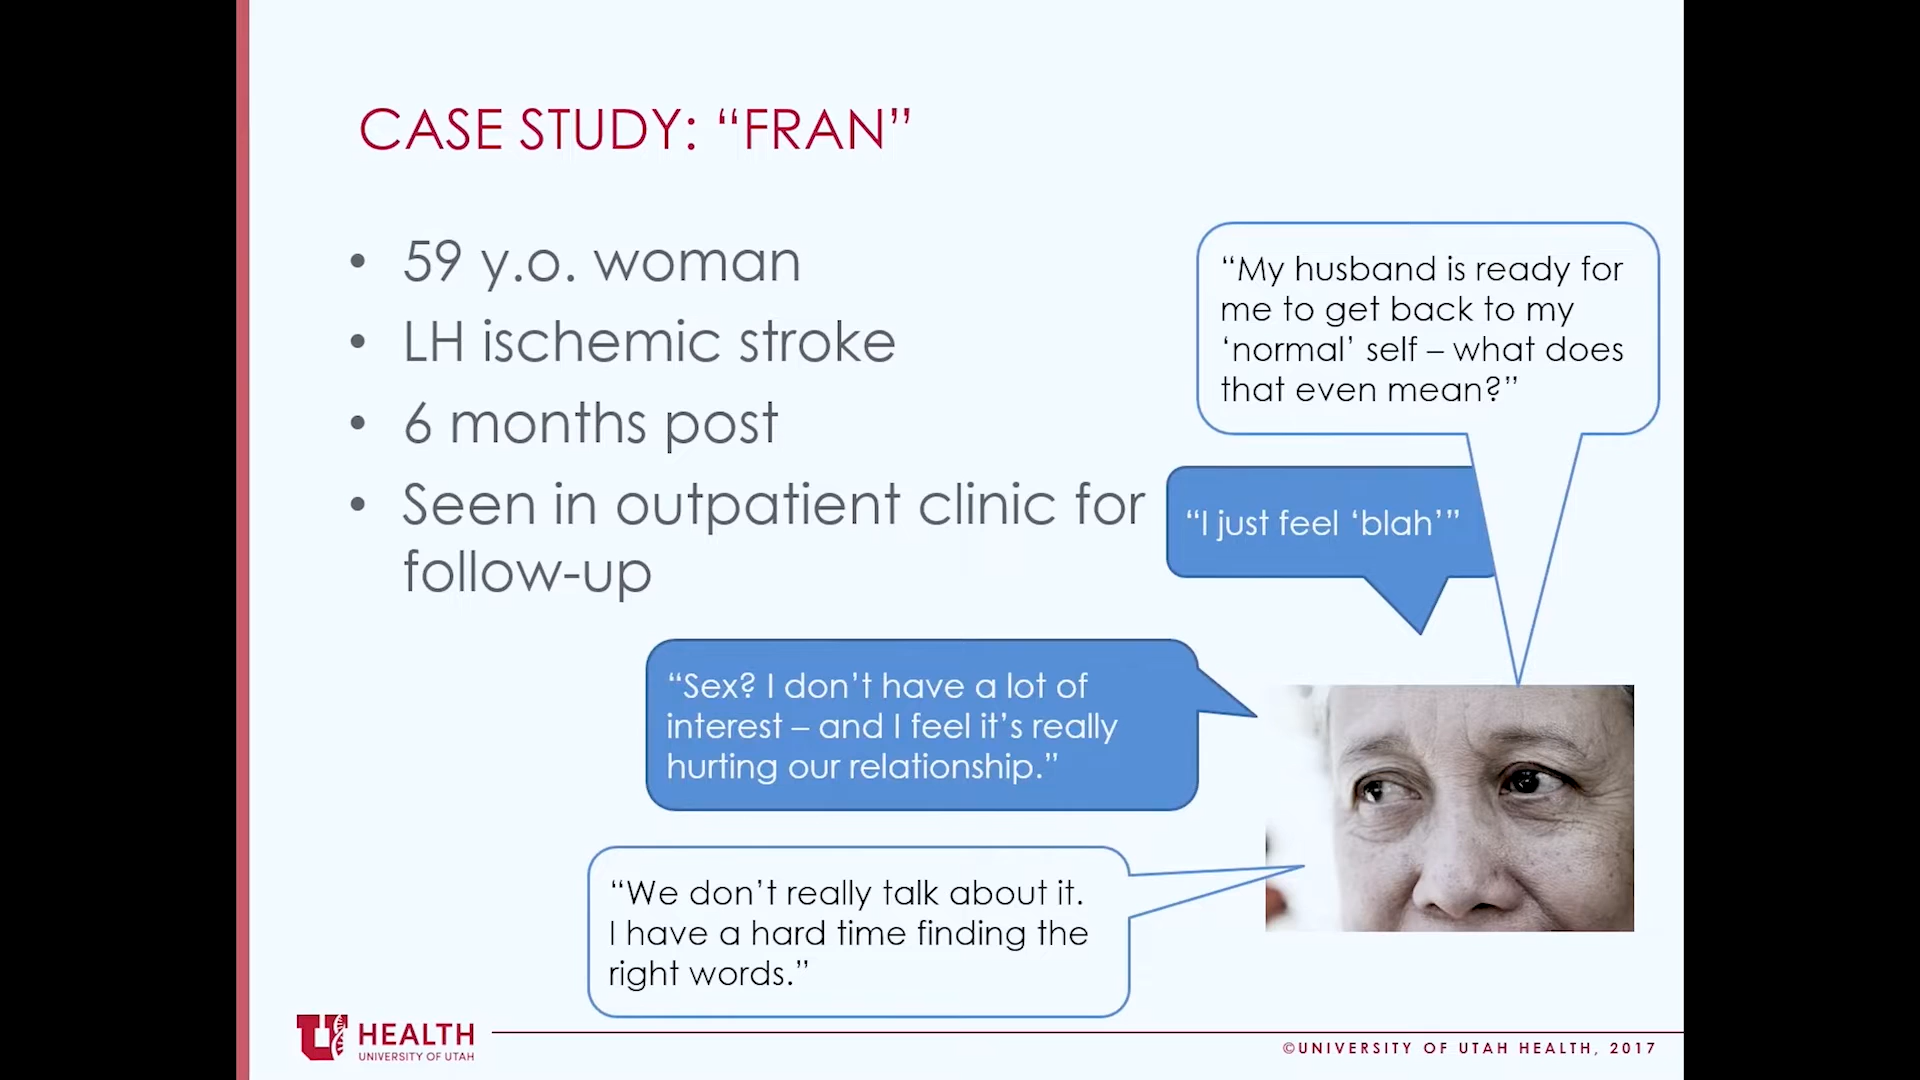 CASE STUDY: “FRAN”
• 59 y.o. woman
• LH ischemic stroke
• 6 months post
• Seen in outpatient clinic for
follow-up
“My husband is ready for
me to get back to my
‘normal’ self – what does
that even mean?”
“I just feel ‘blah’”
“Sex? I don’t have a lot of
interest – and I feel it’s really
hurting our relationship.”
“We don’t really talk about it.
I have a hard time finding the
right words.”
U HEALTH
UNIVERSITY OF UTAH
©UNIVERSITY OF UTAH HEALTH, 2017